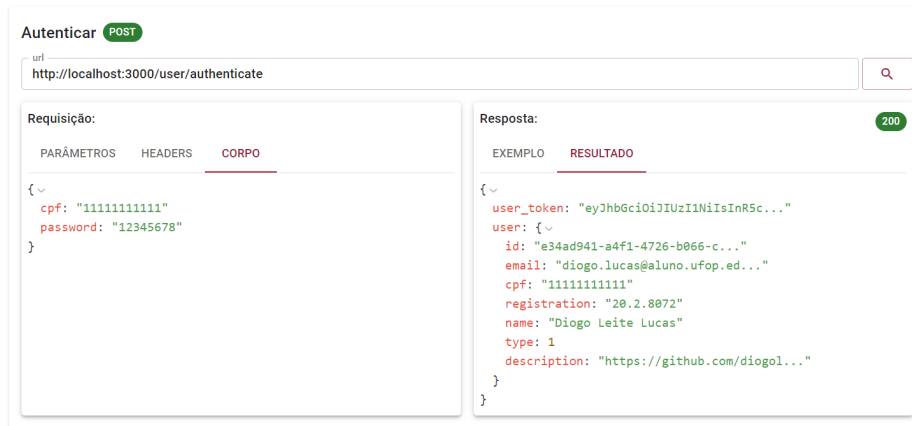 Autenticar POST
url
http://localhost:3000/user/authenticate
Requisição:
PARÂMETROS HEADERS CORPO
{
cpf: "11111111111"
password: "12345678"
}
Resposta: 200
EXEMPLO RESULTADO
{
user_token: "eyJhbGciOiJIUzI1NiIsInR5c..."
user: {
id: "e34ad941-a4f1-4726-b066-c..."
email: "diogo.lucas@aluno.ufop.ed..."
cpf: "11111111111"
registration: "20.2.8072"
name: "Diogo Leite Lucas"
type: 1
description: "https://github.com/diogol..."
}
}